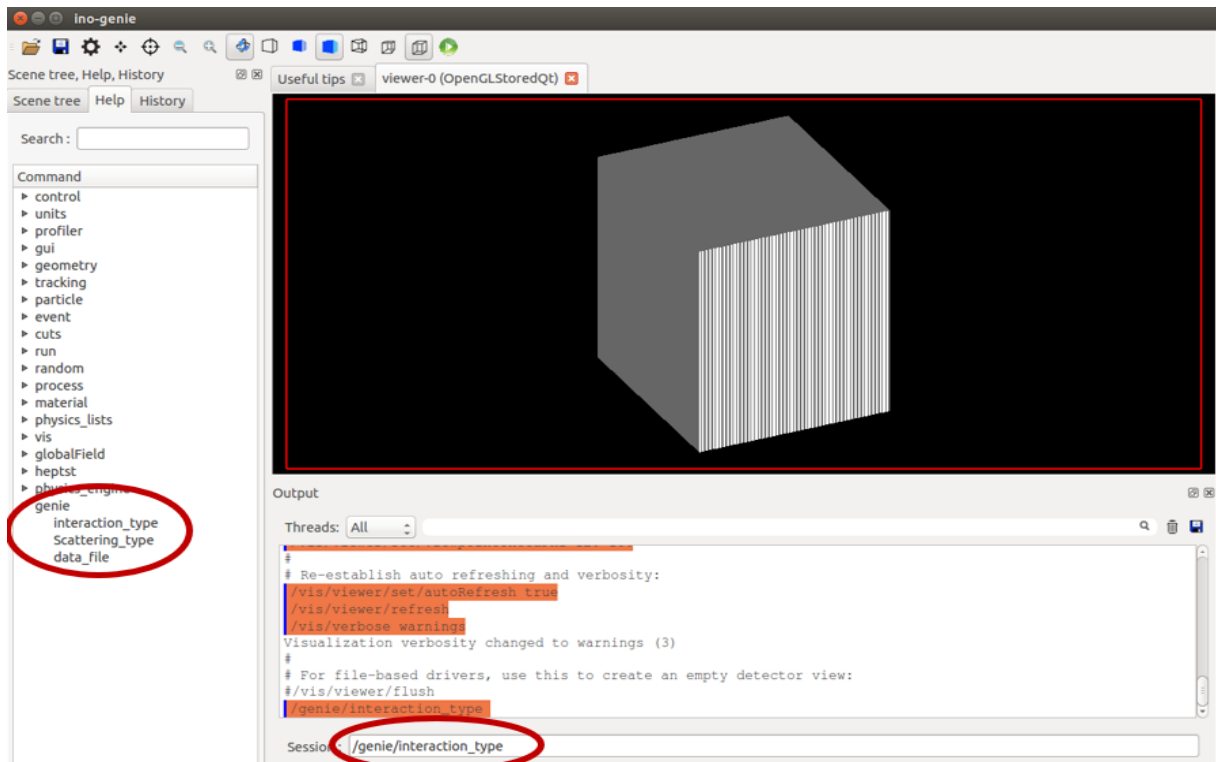 ino-genie
Scene tree, Help, History
Useful tips
viewer-0 (OpenGLStoredQt)
Scene tree
Help
History
Search :
Command
control
units
profiler
gui
geometry
tracking
particle
event
cuts
run
random
process
material
physics_lists
vis
globalField
heptst
genie
interaction_type
Scattering_type
data_file
Output
Threads: All
#
# Re-establish auto refreshing and verbosity:
/vis/viewer/set/autoRefresh true
/vis/viewer/refresh
/vis/verbose warnings
Visualization verbosity changed to warnings (3)
#
# For file-based drivers, use this to create an empty detector view:
#/vis/viewer/flush
/genie/interaction_type
Session : /genie/interaction_type